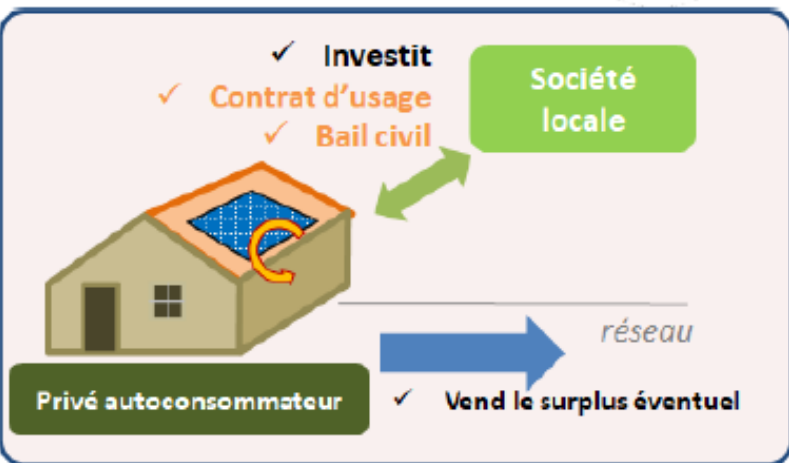 ✓ Investit
✓ Contrat d'usage
✓ Bail civil
Société
locale
réseau
Privé autoconsommateur
✓ Vend le surplus éventuel